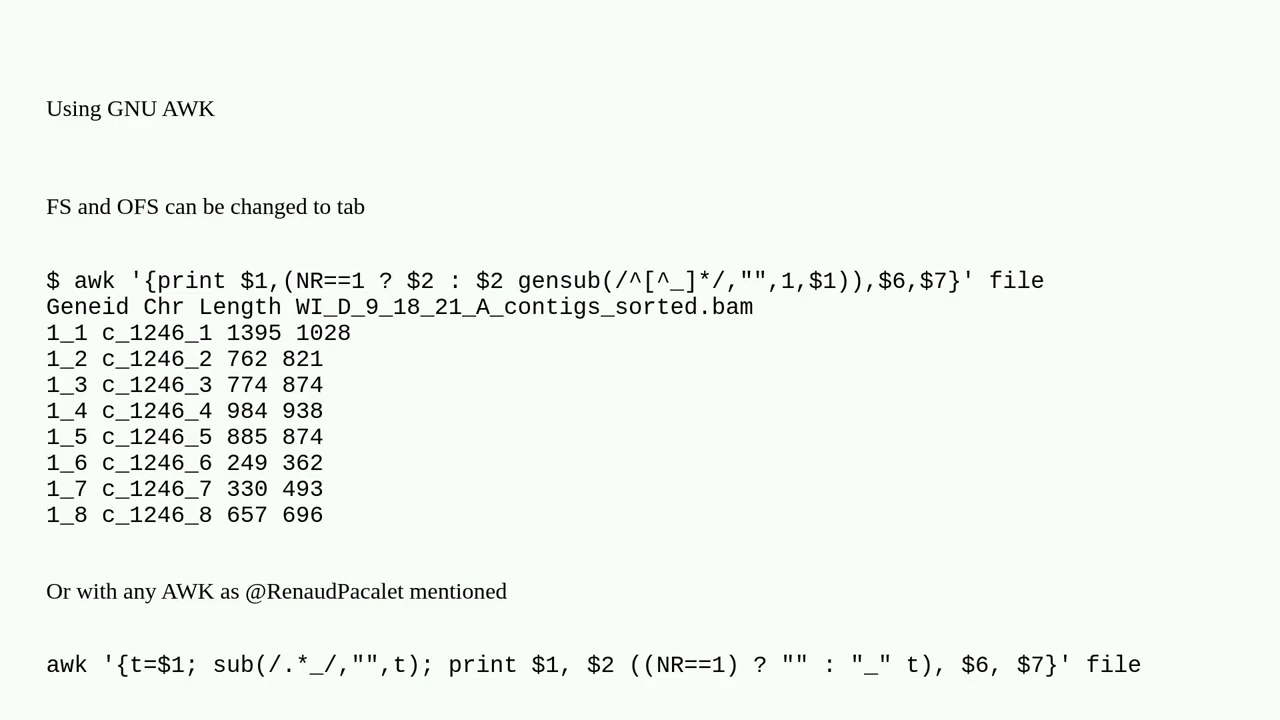 Using GNU AWK
FS and OFS can be changed to tab
$ awk '{print $1,(NR==1 ? $2 : $2 gensub(/^[^_]*/,"",1,$1)),$6,$7}' file
Geneid Chr Length WI_D_9_18_21_A_contigs_sorted.bam
1_1 c_1246_1 1395 1028
1_2 c_1246_2 762 821
1_3 c_1246_3 774 874
1_4 c_1246_4 984 938
1_5 c_1246_5 885 874
1_6 c_1246_6 249 362
1_7 c_1246_7 330 493
1_8 c_1246_8 657 696
Or with any AWK as @RenaudPacalet mentioned
awk '{t=$1; sub(/.*_/,"",t); print $1, $2 ((NR==1) ? "" : "_" t), $6, $7}' file